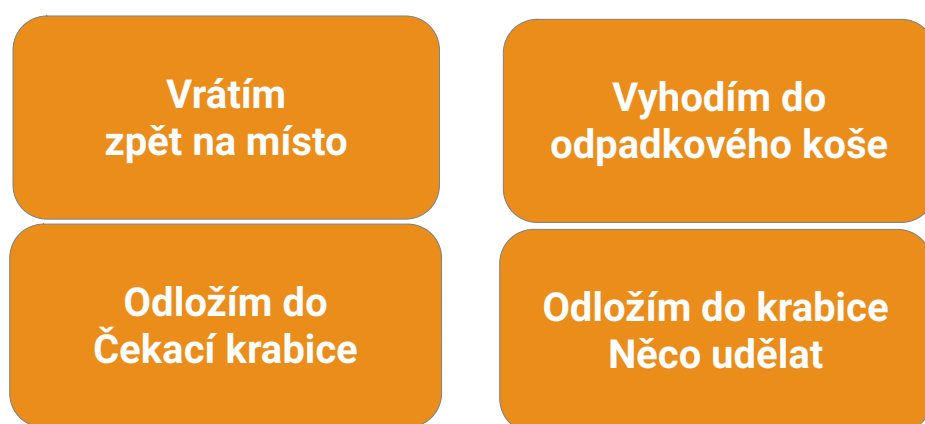 Vrátím
zpět na místo
Vyhodím do
odpadkového koše
Odložím do
Čekací krabice
Odložím do krabice
Něco udělat